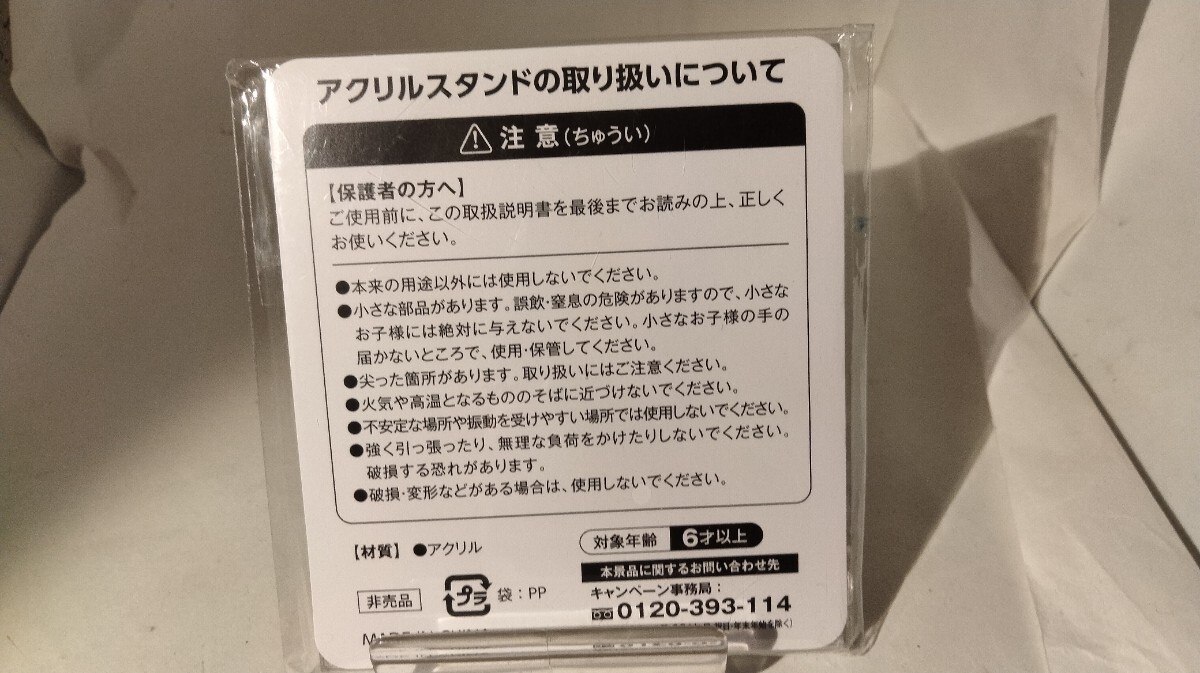 アクリルスタンドの取り扱いについて
注意(ちゅうい)
【保護者の方へ】
ご使用前に、この取扱説明書を最後までお読みの上、正しく
お使いください。
●本来の用途以外には使用しないでください。
●小さな部品があります。誤飲・窒息の危険がありますので、小さな
お子様には絶対に与えないでください。小さなお子様の手の
届かないところで、使用・保管してください。
●尖った箇所があります。取り扱いにはご注意ください。
●火気や高温となるもののそばに近づけないでください。
●不安定な場所や振動を受けやすい場所では使用しないでください。
●強く引っ張ったり、無理な負荷をかけたりしないでください。
破損する恐れがあります。
●破損・変形などがある場合は、使用しないでください。
【材質】 ●アクリル
対象年齢 6才以上
本景品に関するお問い合わせ先
非売品 プラ 袋:PP
キャンペーン事務局:
0120-393-114
祝日・年末年始を除く)